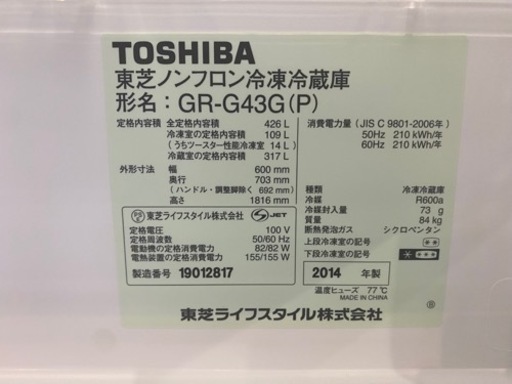 TOSHIBA
東芝ノンフロン冷凍冷蔵庫
形名：GR-G43G(P)
定格内容積 全定格内容積 426 L
冷凍室の定格内容積 109 L
(うちツースター性能冷凍室 14 L)
冷蔵室の定格内容積 317 L
外形寸法 幅 600 mm
奥行 703 mm
(ハンドル・調整脚除く 692 mm)
高さ 1816 mm
PSE 東芝ライフスタイル株式会社 JET
定格電圧 100 V
定格周波数 50/60 Hz
電動機の定格消費電力 82/82 W
電熱装置の定格消費電力 155/155 W
製造番号 19012817
消費電力量 (JIS C 9801-2006年)
50Hz 210 kWh/年
60Hz 210 kWh/年
種類 冷凍冷蔵庫
冷媒 R600a
冷媒封入量 73 g
質量 84 kg
断熱発泡ガス シクロペンタン
上段冷凍室の記号
下段冷凍室の記号
2014 年製
温度ヒューズ 77℃
MADE IN CHINA
東芝ライフスタイル株式会社